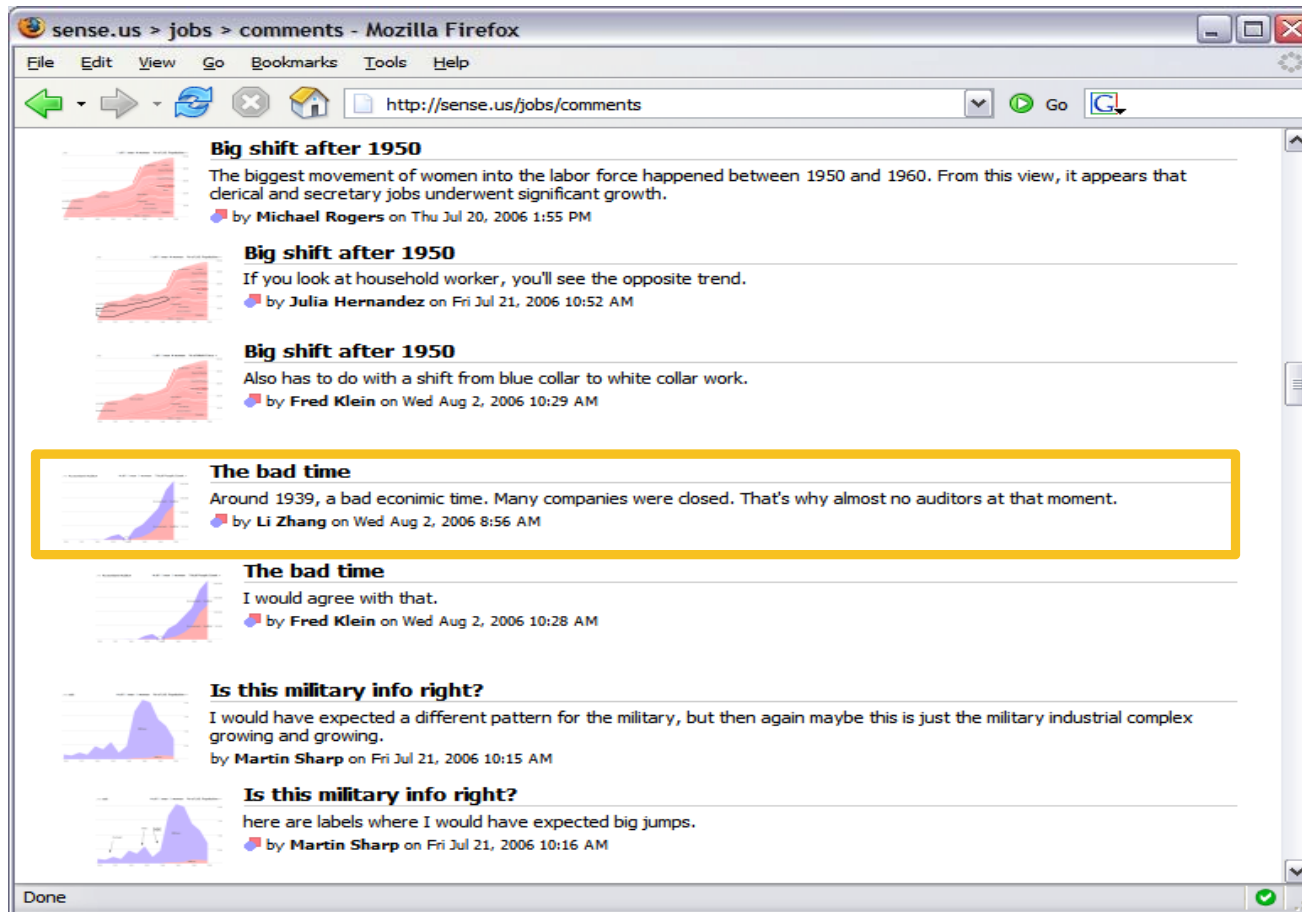 sense.us > jobs > comments - Mozilla Firefox
File Edit View Go Bookmarks Tools Help
http://sense.us/jobs/comments Go G
Big shift after 1950
The biggest movement of women into the labor force happened between 1950 and 1960. From this view, it appears that
clerical and secretary jobs underwent significant growth.
by Michael Rogers on Thu Jul 20, 2006 1:55 PM
Big shift after 1950
If you look at household worker, you'll see the opposite trend.
by Julia Hernandez on Fri Jul 21, 2006 10:52 AM
Big shift after 1950
Also has to do with a shift from blue collar to white collar work.
by Fred Klein on Wed Aug 2, 2006 10:29 AM
The bad time
Around 1939, a bad econimic time. Many companies were closed. That's why almost no auditors at that moment.
by Li Zhang on Wed Aug 2, 2006 8:56 AM
The bad time
I would agree with that.
by Fred Klein on Wed Aug 2, 2006 10:28 AM
Is this military info right?
I would have expected a different pattern for the military, but then again maybe this is just the military industrial complex
growing and growing.
by Martin Sharp on Fri Jul 21, 2006 10:15 AM
Is this military info right?
here are labels where I would have expected big jumps.
by Martin Sharp on Fri Jul 21, 2006 10:16 AM
Done